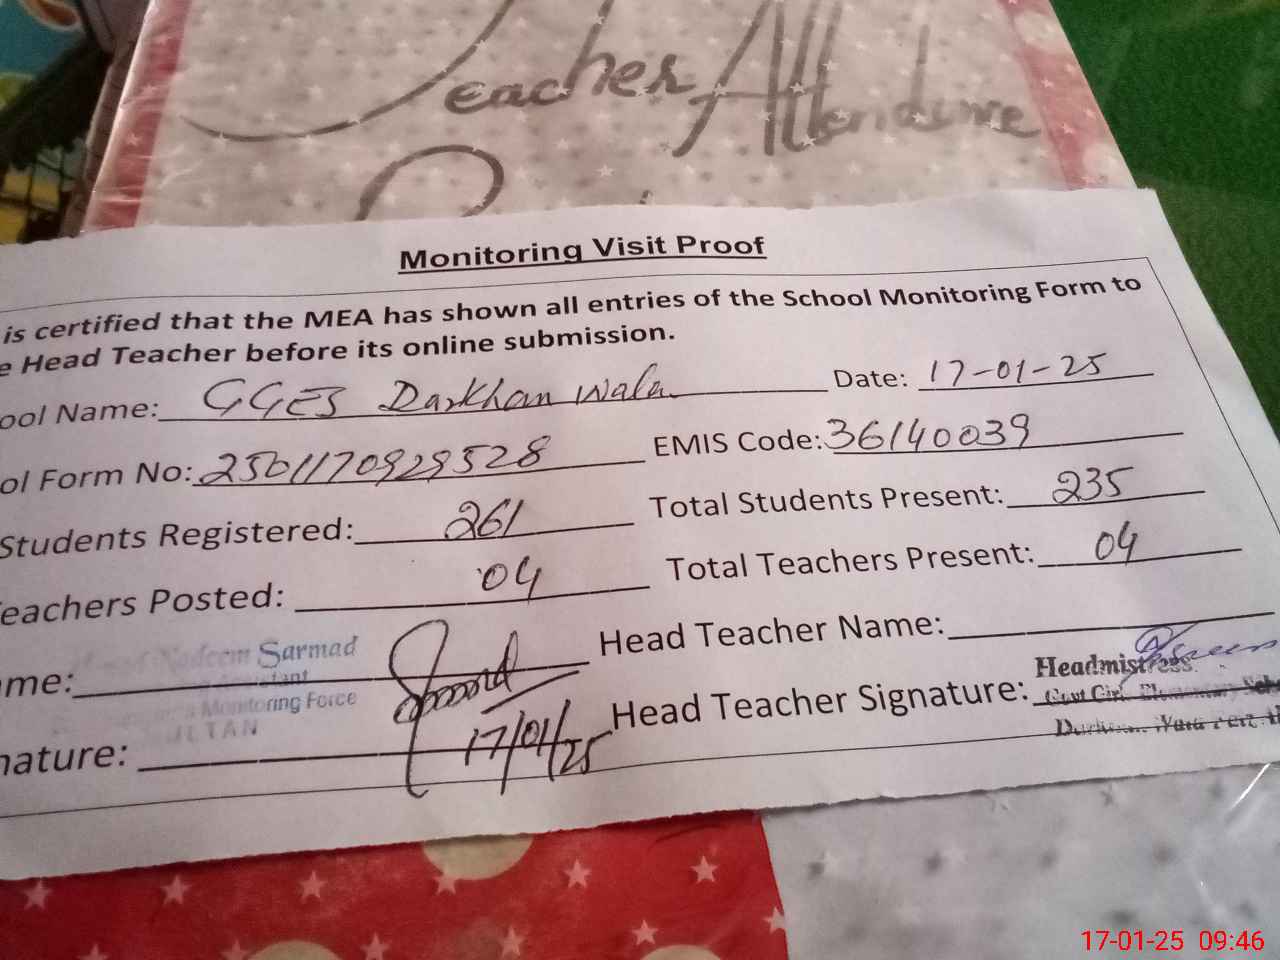 Teacher Attendance
Monitoring Visit Proof
is certified that the MEA has shown all entries of the School Monitoring Form to
e Head Teacher before its online submission.
ool Name: GGES Darkhan wala Date: 17-01-25
ol Form No: 2501170929528 EMIS Code: 36140039
Students Registered: 261 Total Students Present: 235
eachers Posted: 04 Total Teachers Present: 04
me: Nadeem Sarmad Head Teacher Name:
Monitoring Force
nature: 17/01/25 Head Teacher Signature: Headmistress
Govt Girl Elementary
17-01-25 09:46